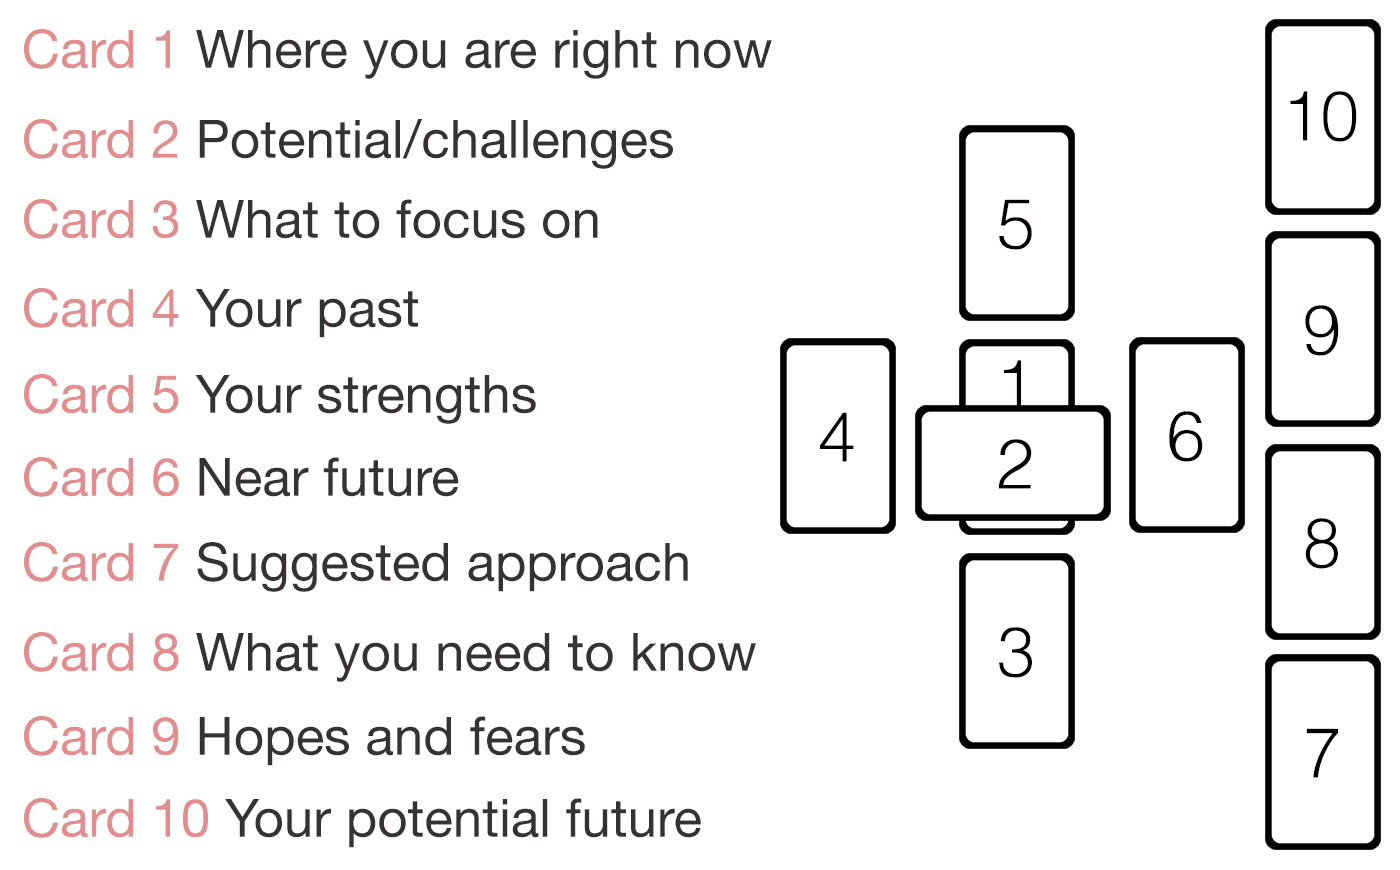 Card 1 Where you are right now
Card 2 Potential/challenges
Card 3 What to focus on
Card 4 Your past
Card 5 Your strengths
Card 6 Near future
Card 7 Suggested approach
Card 8 What you need to know
Card 9 Hopes and fears
Card 10 Your potential future
10
5
9
1
4
2
6
8
3
7